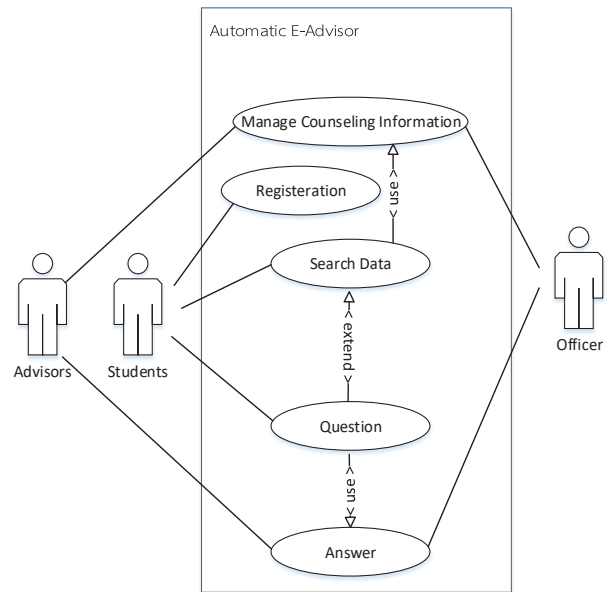 Automatic E-Advisor
Manage Counseling Information
< use >
Registeration
Search Data
< extend >
Advisors
Students
Officer
Question
< use >
Answer